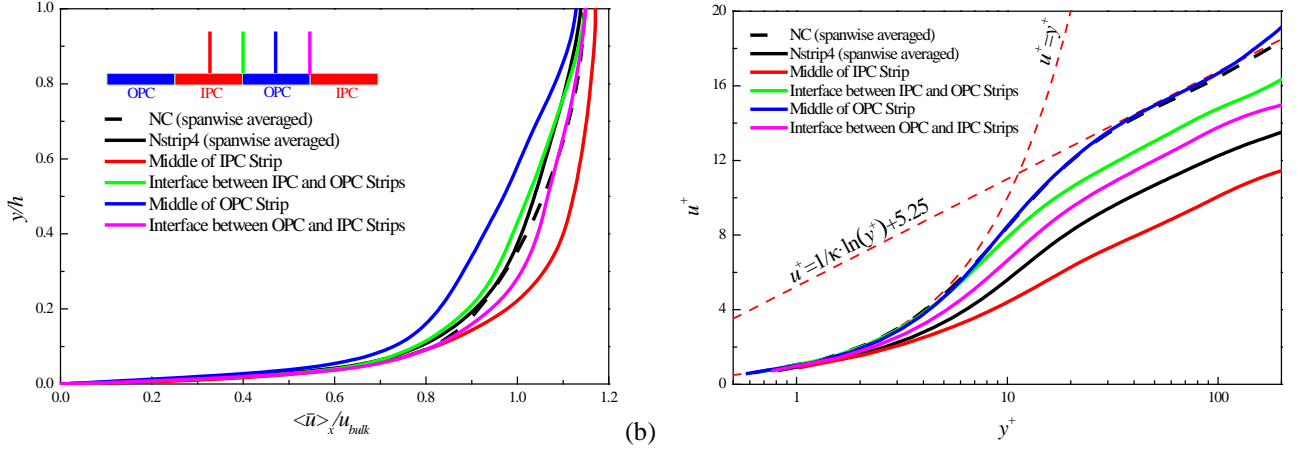 1.0
0.8
0.6
0.4
0.2
0.0
y/h
OPC IPC OPC IPC
NC (spanwise averaged)
Nstrip4 (spanwise averaged)
Middle of IPC Strip
Interface between IPC and OPC Strips
Middle of OPC Strip
Interface between OPC and IPC Strips
0.0 0.2 0.4 0.6 0.8 1.0 1.2
<ū>x/ubulk
(b)
20
16
12
8
4
0
u+
NC (spanwise averaged)
Nstrip4 (spanwise averaged)
Middle of IPC Strip
Interface between IPC and OPC Strips
Middle of OPC Strip
Interface between OPC and IPC Strips
u+=y+
u+=1/κ·ln(y+)+5.25
1 10 100
y+